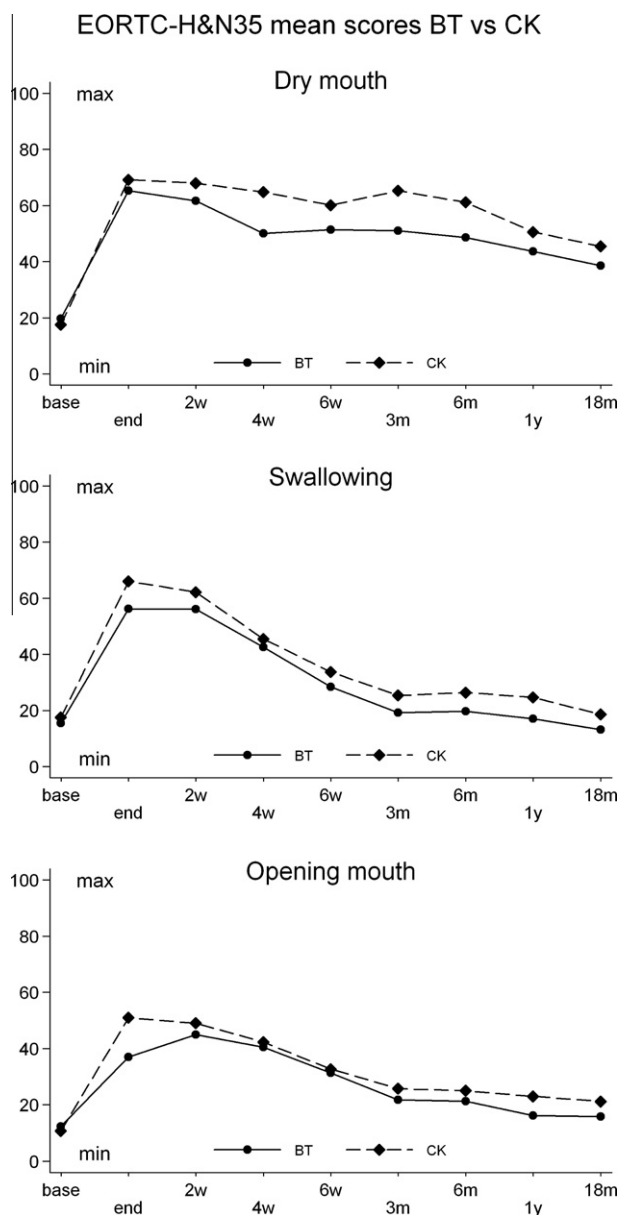 EORTC-H&N35 mean scores BT vs CK
Dry mouth
100
max
80
60
40
20
min
BT
CK
0
base
2w
6w
6m
18m
end
4w
3m
1y
Swallowing
100
max
80
60
40
20
min
BT
CK
0
base
2w
6w
6m
18m
end
4w
3m
1y
Opening mouth
100
max
80
60
40
20
min
BT
CK
0
base
2w
6w
6m
18m
end
4w
3m
1y